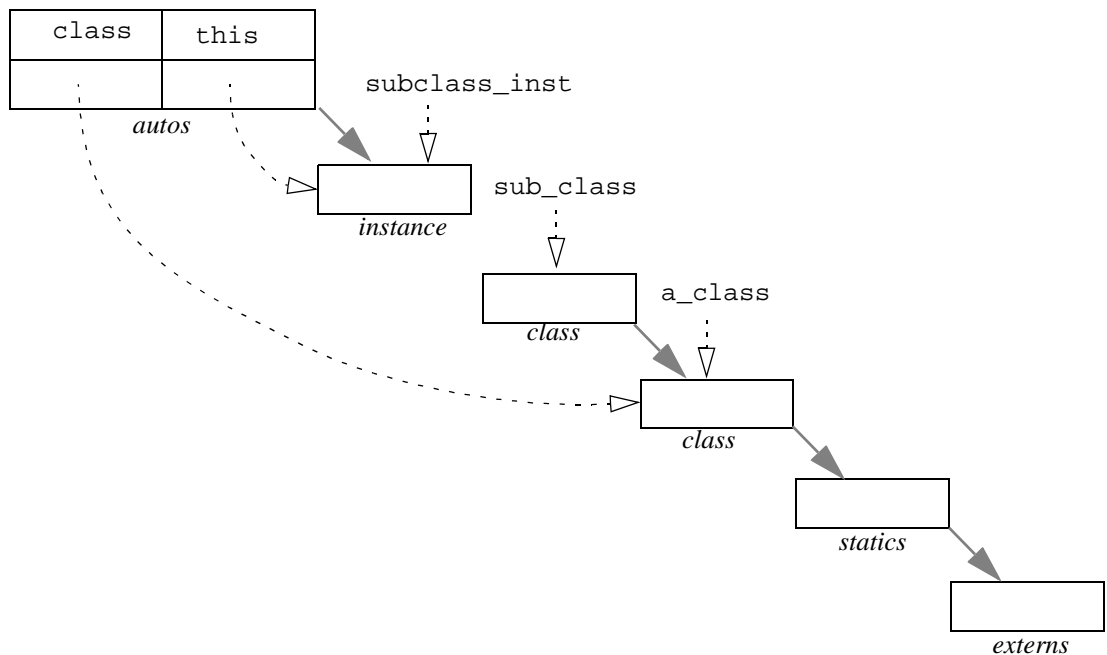 class this
autos
subclass_inst
instance
sub_class
class
a_class
class
statics
externs